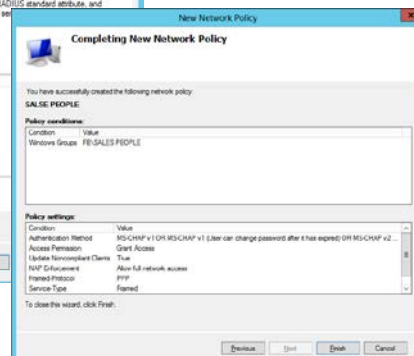 RADIUS standard attribute, and
New Network Policy
Completing New Network Policy
You have successfully created the following network policy:
SALSE PEOPLE
Policy conditions:
Condition Value
Windows Groups FE\SALES PEOPLE
Policy settings:
Condition Value
Authentication Method MS-CHAP v1 OR MS-CHAP v1 (User can change password after it has expired) OR MS-CHAP v2 ...
Access Permission Grant Access
Update Noncompliant Clients True
NAP Enforcement Allow full network access
Framed-Protocol PPP
Service-Type Framed
To close this wizard, click Finish.
Previous Next Finish Cancel